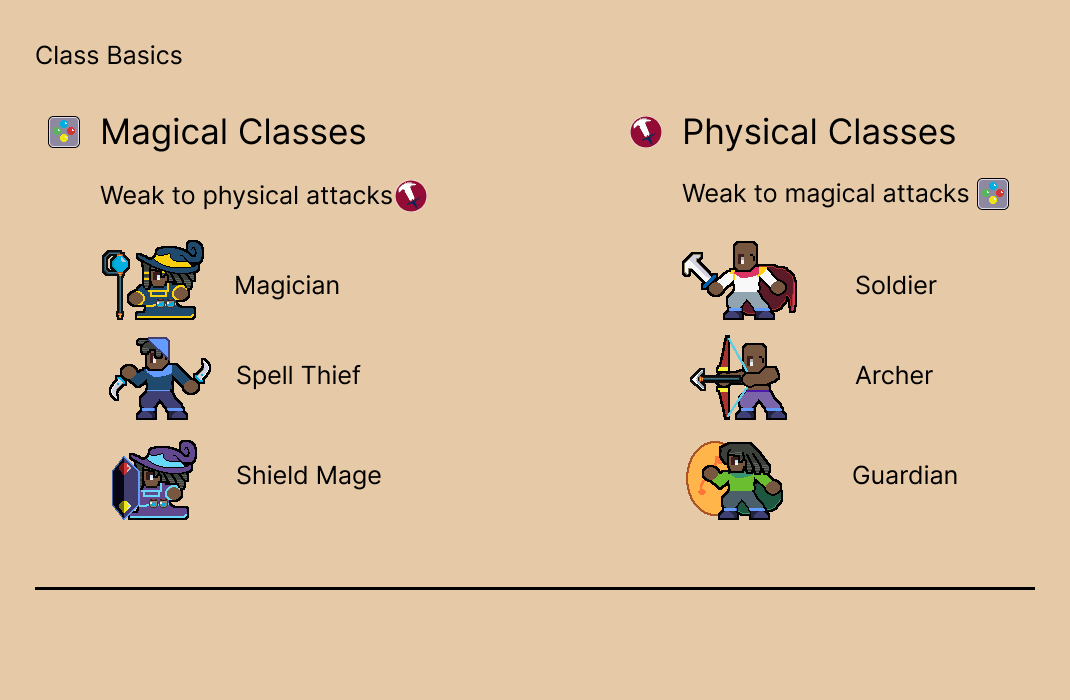 Class Basics
Magical Classes
Weak to physical attacks
Magician
Spell Thief
Shield Mage
Physical Classes
Weak to magical attacks
Soldier
Archer
Guardian